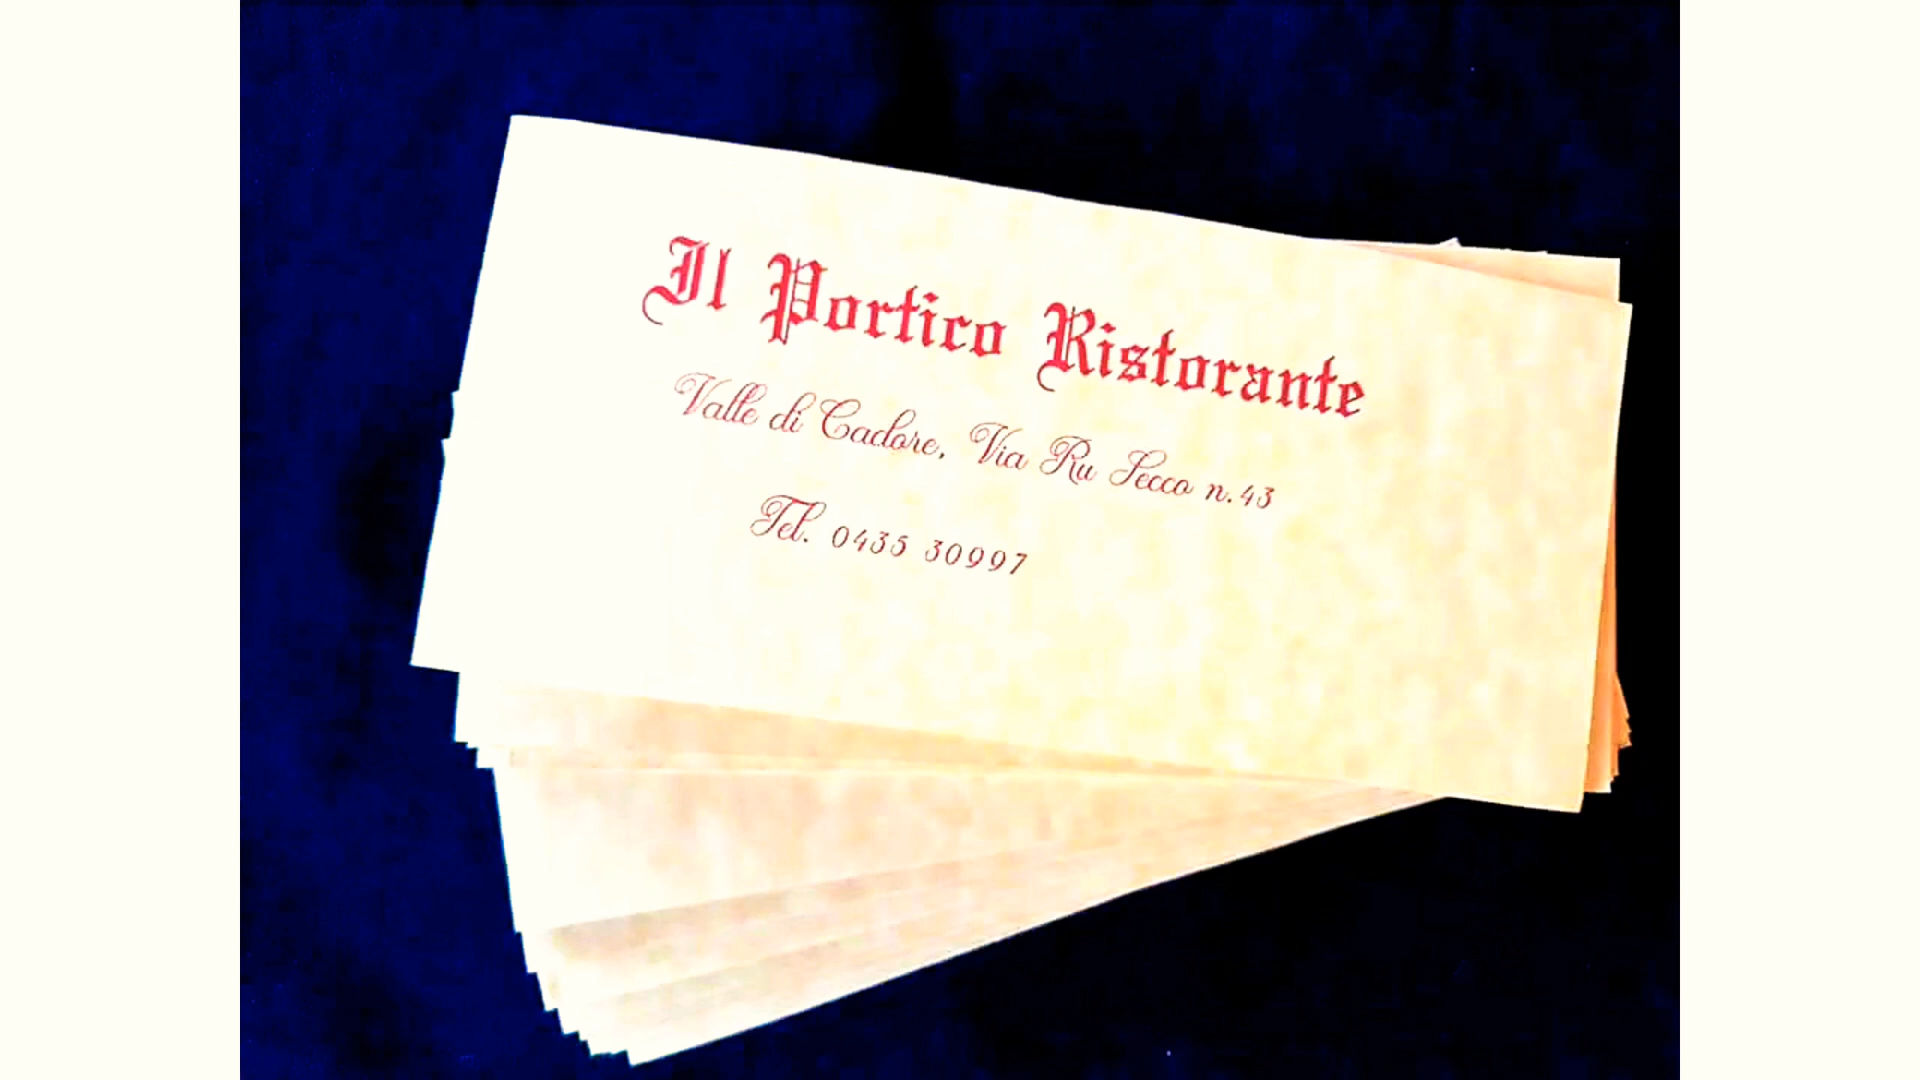 Il Portico Ristorante
Valle di Cadore, Via Ru Secco n.43
Tel. 0435 30997